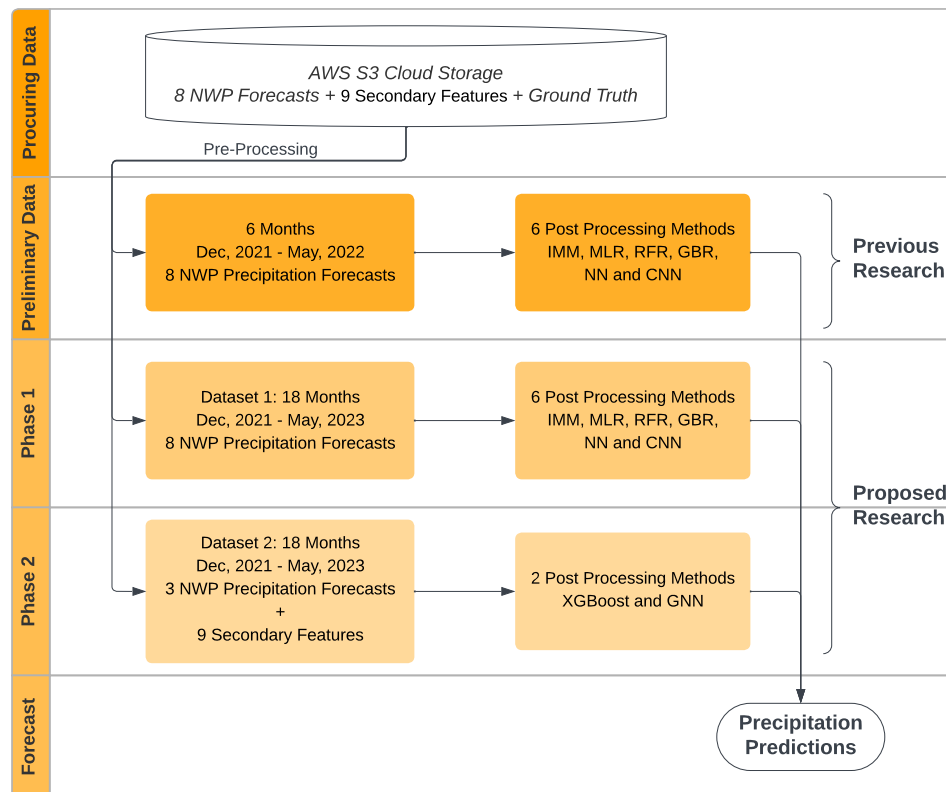 Procuring Data
AWS S3 Cloud Storage
8 NWP Forecasts + 9 Secondary Features + Ground Truth
Pre-Processing
Preliminary Data
6 Months
Dec, 2021 - May, 2022
8 NWP Precipitation Forecasts
6 Post Processing Methods
IMM, MLR, RFR, GBR,
NN and CNN
Previous
Research
Phase 1
Dataset 1: 18 Months
Dec, 2021 - May, 2023
8 NWP Precipitation Forecasts
6 Post Processing Methods
IMM, MLR, RFR, GBR,
NN and CNN
Proposed
Research
Phase 2
Dataset 2: 18 Months
Dec, 2021 - May, 2023
3 NWP Precipitation Forecasts
+
9 Secondary Features
2 Post Processing Methods
XGBoost and GNN
Forecast
Precipitation
Predictions